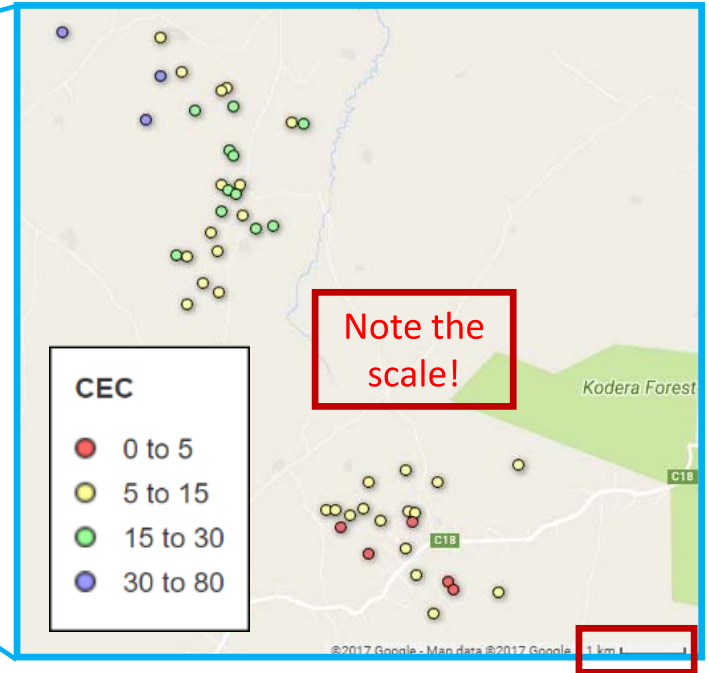 Note the
scale!
Kodera Forest
CEC
0 to 5
5 to 15
15 to 30
30 to 80
C18
C18
©2017 Google - Map data ©2017 Google
1 km